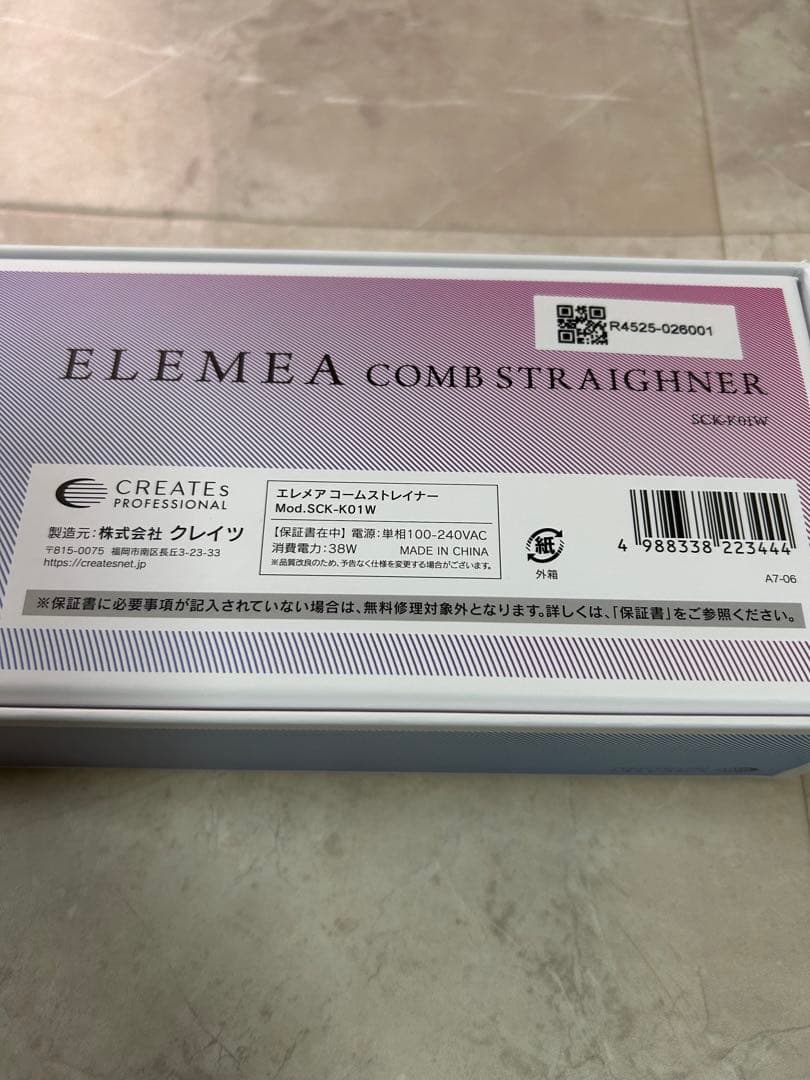 R4525-026001
ELEMEA COMB STRAIGHNER
SCK-K01W
CREATEs
PROFESSIONAL
製造元:株式会社 クレイツ
〒815-0075 福岡市南区長丘3-23-33
https://createsnet.jp
エレメア コームストレイナー
Mod.SCK-K01W
【保証書在中】電源:単相100-240VAC
消費電力:38W MADE IN CHINA
※品質改良のため、予告なく仕様を変更する場合がございます。
紙
外箱
4 988338 223444
A7-06
※保証書に必要事項が記入されていない場合は、無料修理対象外となります。詳しくは、「保証書」をご参照ください。